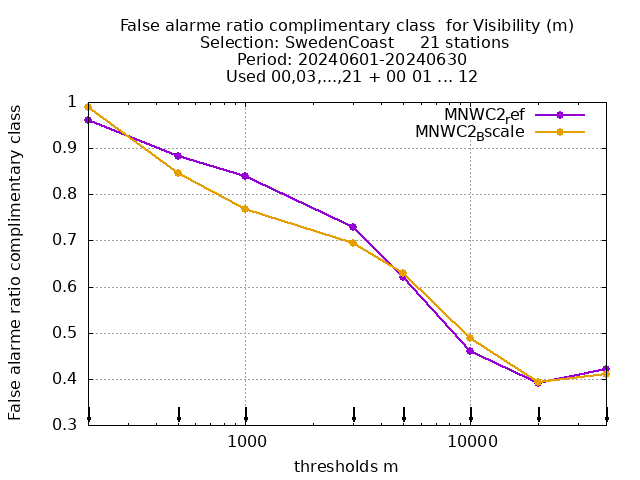 False alarme ratio complimentary class  for Visibility (m)
Selection: SwedenCoast     21 stations
Period: 20240601-20240630
Used 00,03,...,21 + 00 01 ... 12
MNWC2ref
MNWC2Bscale
False alarme ratio complimentary class
1
0.9
0.8
0.7
0.6
0.5
0.4
0.3
1000
10000
thresholds m